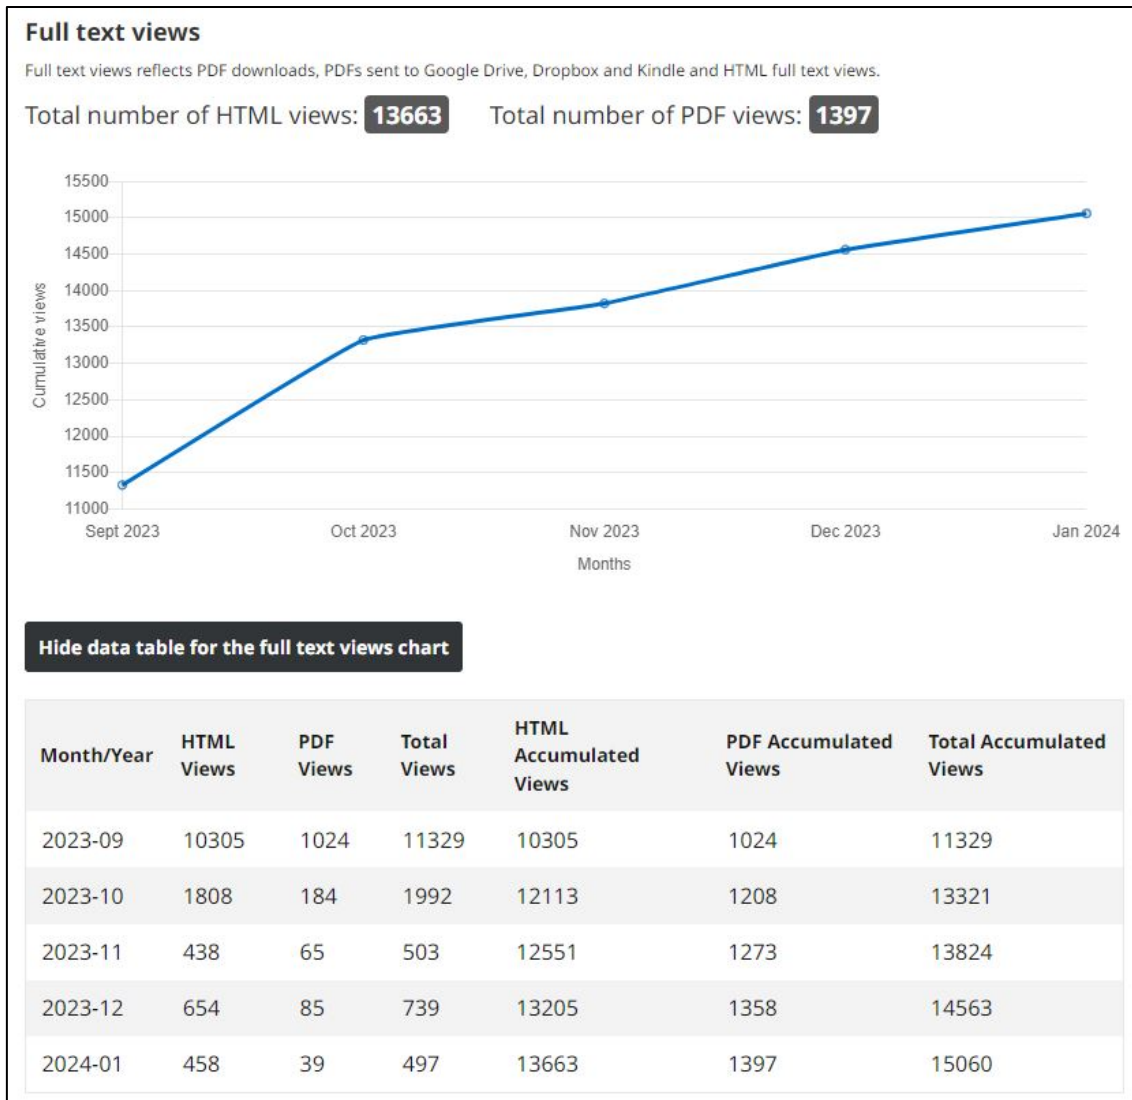 Full text views
Full text views reflects PDF downloads, PDFs sent to Google Drive, Dropbox and Kindle and HTML full text views.
Total number of HTML views: 13663 Total number of PDF views: 1397
15500
15000
14500
14000
13500
13000
12500
12000
11500
11000
Cumulative views
Sept 2023 Oct 2023 Nov 2023 Dec 2023 Jan 2024
Months
Hide data table for the full text views chart
Month/Year HTML Views PDF Views Total Views HTML Accumulated Views PDF Accumulated Views Total Accumulated Views
2023-09 10305 1024 11329 10305 1024 11329
2023-10 1808 184 1992 12113 1208 13321
2023-11 438 65 503 12551 1273 13824
2023-12 654 85 739 13205 1358 14563
2024-01 458 39 497 13663 1397 15060